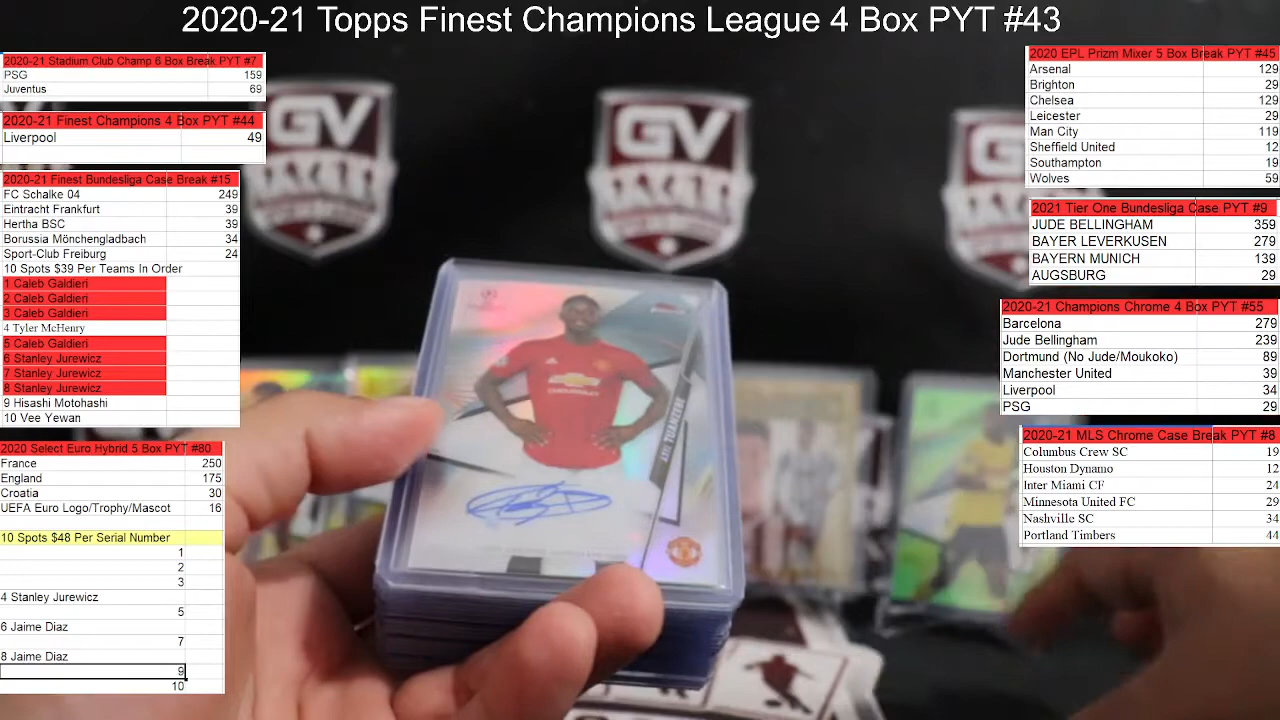 2020-21 Topps Finest Champions League 4 Box PYT #43
2020-21 Stadium Club Champ 6 Box Break PYT #7
PSG 159
Juventus 69
2020-21 Finest Champions 4 Box PYT #44
Liverpool 49
2020-21 Finest Bundesliga Case Break #15
FC Schalke 04 249
Eintracht Frankfurt 39
Hertha BSC 39
Borussia Mönchengladbach 34
Sport-Club Freiburg 24
10 Spots $39 Per Teams In Order
1 Caleb Galdieri
2 Caleb Galdieri
3 Caleb Galdieri
4 Tyler McHenry
5 Caleb Galdieri
6 Stanley Jurewicz
7 Stanley Jurewicz
8 Stanley Jurewicz
9 Hisashi Motohashi
10 Vee Yewan
2020 Select Euro Hybrid 5 Box PYT #80
France 250
England 175
Croatia 30
UEFA Euro Logo/Trophy/Mascot 16
10 Spots $48 Per Serial Number
1
2
3
4 Stanley Jurewicz
5
6 Jaime Diaz
7
8 Jaime Diaz
9
10
GV
GV
AXEL TUANZEBE
CHEVROLET
2020 EPL Prizm Mixer 5 Box Break PYT #45
Arsenal 129
Brighton 29
Chelsea 129
Leicester 29
Man City 119
Sheffield United 12
Southampton 19
Wolves 59
2021 Tier One Bundesliga Case PYT #9
JUDE BELLINGHAM 359
BAYER LEVERKUSEN 279
BAYERN MUNICH 139
AUGSBURG 29
2020-21 Champions Chrome 4 Box PYT #55
Barcelona 279
Jude Bellingham 239
Dortmund (No Jude/Moukoko) 89
Manchester United 39
Liverpool 34
PSG 29
2020-21 MLS Chrome Case Break PYT #8
Columbus Crew SC 19
Houston Dynamo 12
Inter Miami CF 24
Minnesota United FC 29
Nashville SC 34
Portland Timbers 44